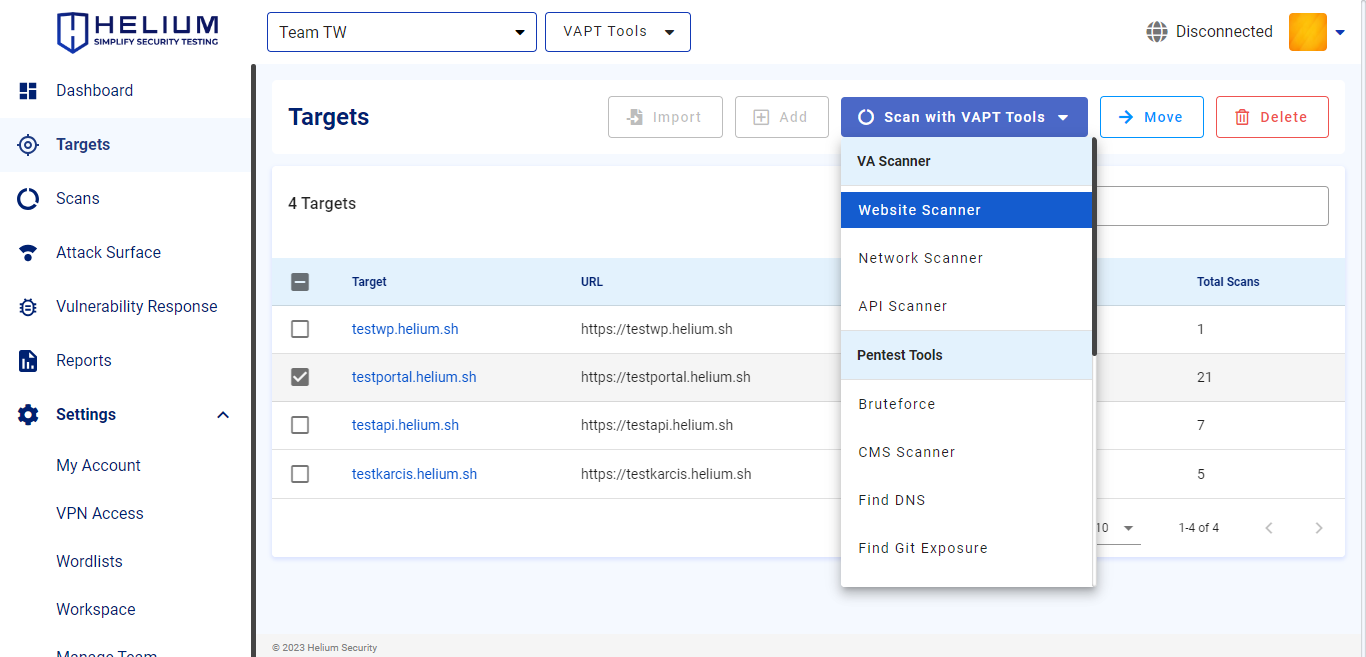 HELIUM
SIMPLIFY SECURITY TESTING
Team TW
VAPT Tools
Disconnected
Dashboard
Targets
Scans
Attack Surface
Vulnerability Response
Reports
Settings
My Account
VPN Access
Wordlists
Workspace
Manage Team
Targets
Import
Add
Scan with VAPT Tools
Move
Delete
VA Scanner
Website Scanner
Network Scanner
API Scanner
Pentest Tools
Bruteforce
CMS Scanner
Find DNS
Find Git Exposure
4 Targets
Target URL Total Scans
testwp.helium.sh https://testwp.helium.sh 1
testportal.helium.sh https://testportal.helium.sh 21
testapi.helium.sh https://testapi.helium.sh 7
testkarcis.helium.sh https://testkarcis.helium.sh 5
10 1-4 of 4
© 2023 Helium Security